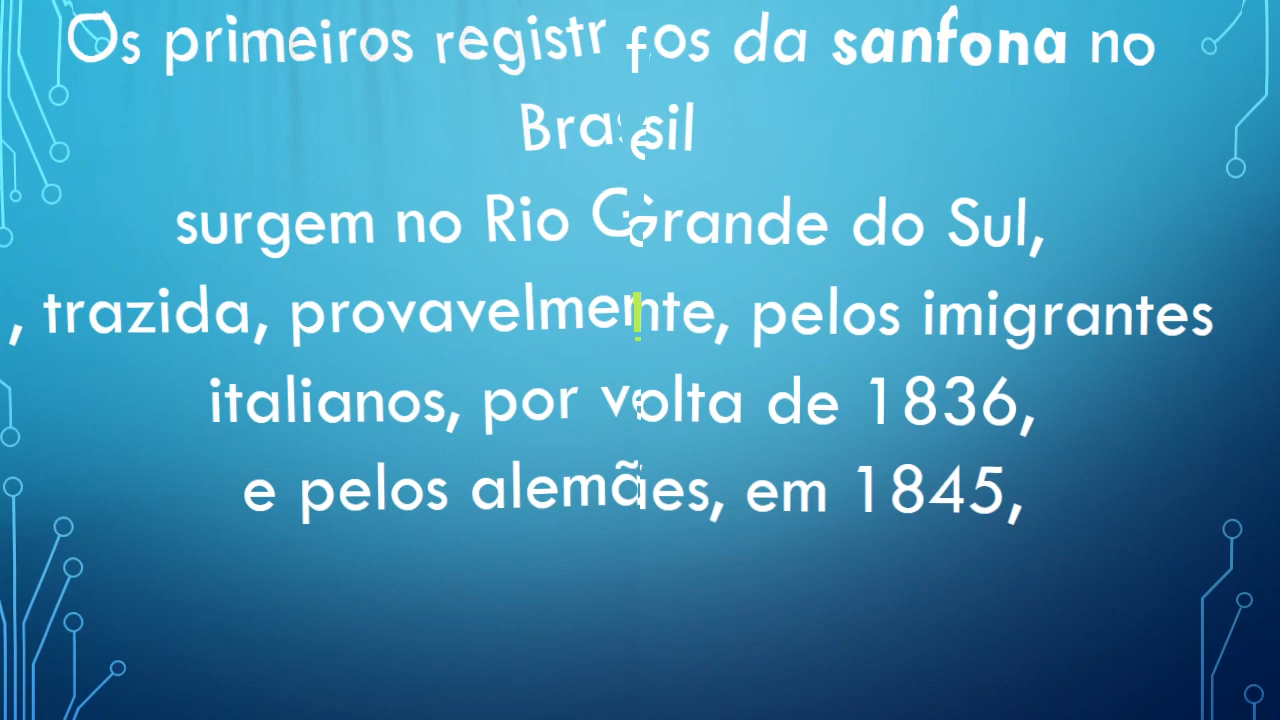 Os primeiros registros da sanfona no
Brasil
surgem no Rio Grande do Sul,
, trazida, provavelmente, pelos imigrantes
italianos, por volta de 1836,
e pelos alemães, em 1845,